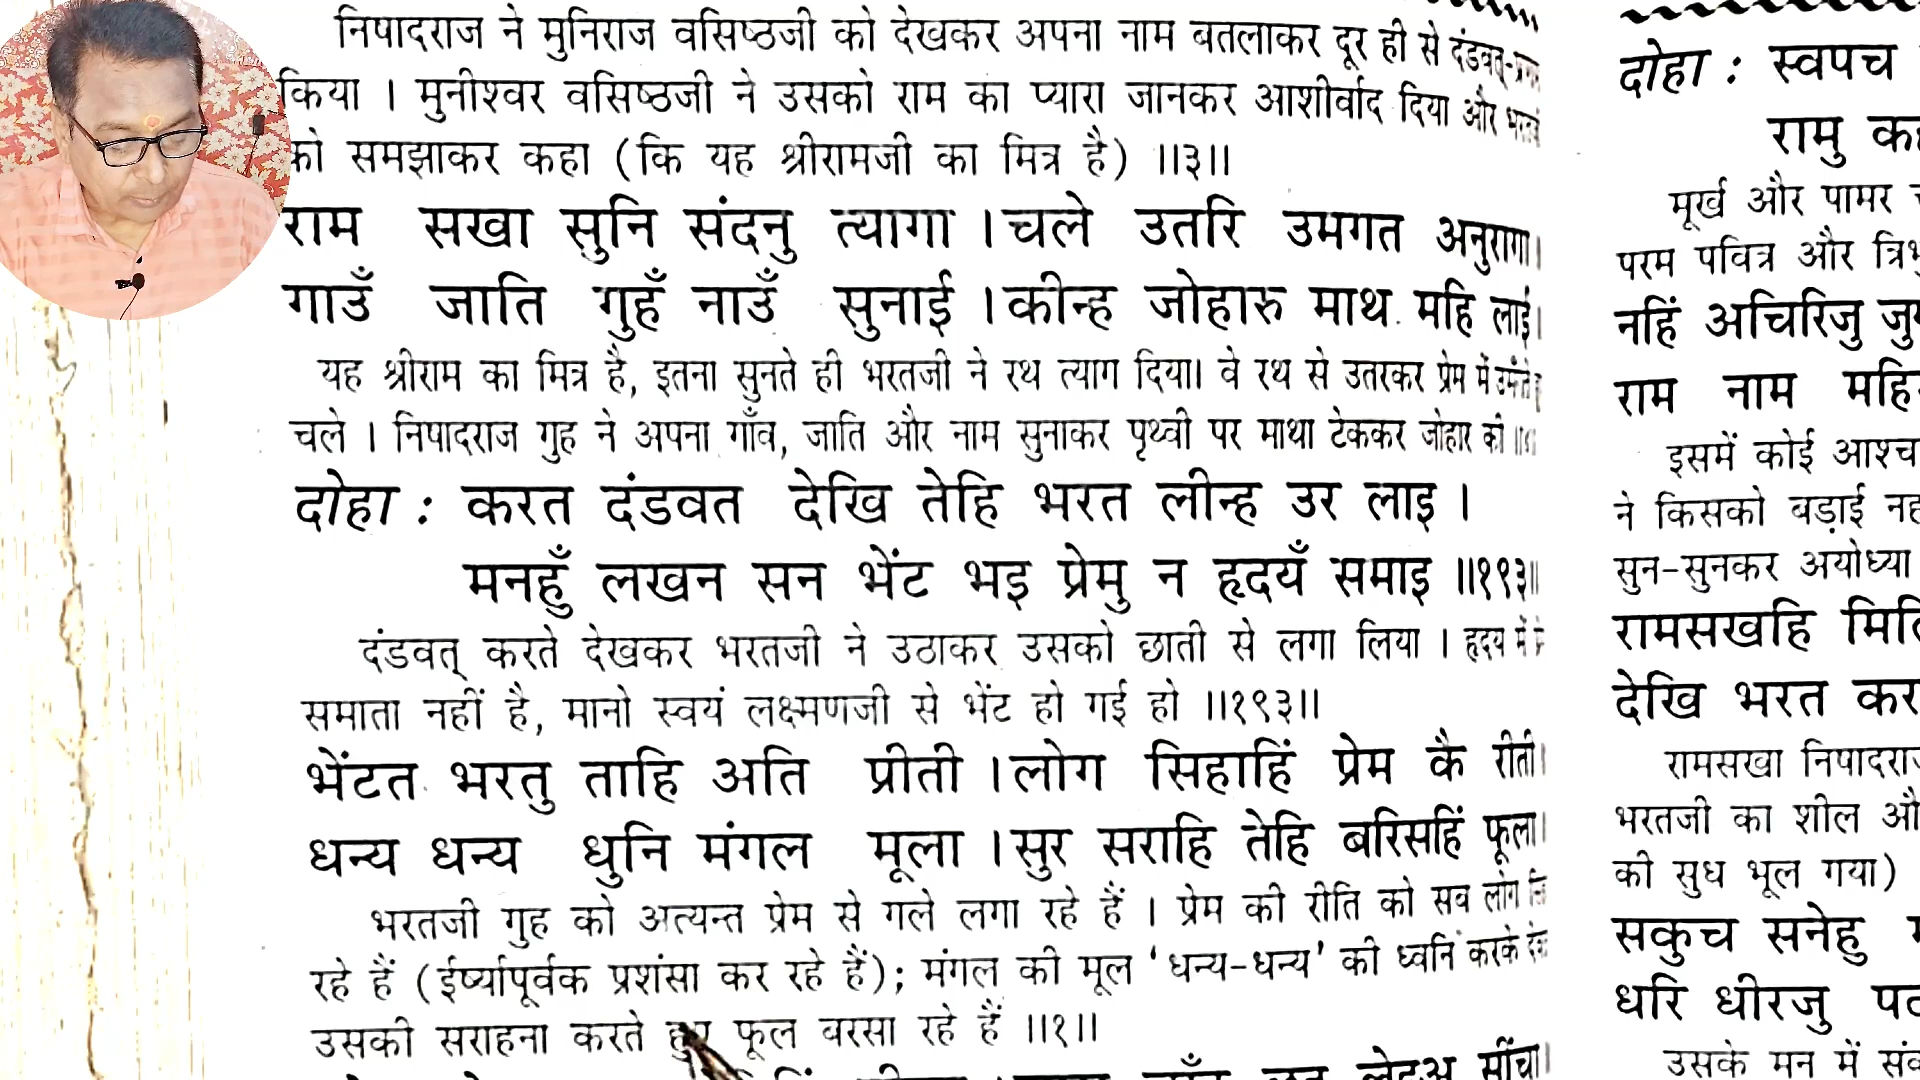 निषादराज ने मुनिराज वसिष्ठजी को देखकर अपना नाम बतलाकर दूर ही से दंडवत्-
किया । मुनीश्वर वसिष्ठजी ने उसको राम का प्यारा जानकर आशीर्वाद दिया और
को समझाकर कहा (कि यह श्रीरामजी का मित्र है) ॥३॥
राम सखा सुनि संदनु त्यागा । चले उतरि उमगत अनुरागा।
गाउँ जाति गुहँ नाउँ सुनाई । कीन्ह जोहारु माथ महि लाई।
यह श्रीराम का मित्र है, इतना सुनते ही भरतजी ने रथ त्याग दिया। वे रथ से उतरकर प्रेम में
चले । निषादराज गुह ने अपना गाँव, जाति और नाम सुनाकर पृथ्वी पर माथा टेककर जोहार की
दोहा : करत दंडवत देखि तेहि भरत लीन्ह उर लाइ ।
मनहुँ लखन सन भेंट भइ प्रेमु न हृदयँ समाइ ॥१९३॥
दंडवत् करते देखकर भरतजी ने उठाकर उसको छाती से लगा लिया । हृदय में
समाता नहीं है, मानो स्वयं लक्ष्मणजी से भेंट हो गई हो ॥१९३॥
भेंटत भरतु ताहि अति प्रीती । लोग सिहाहिं प्रेम कै रीती।
धन्य धन्य धुनि मंगल मूला । सुर सराहि तेहि बरिसहिं फूला।
भरतजी गुह को अत्यन्त प्रेम से गले लगा रहे हैं । प्रेम की रीति को सब लोग
रहे हैं (ईर्ष्यापूर्वक प्रशंसा कर रहे हैं); मंगल की मूल ‘धन्य-धन्य’ की ध्वनि करके
उसकी सराहना करते हुए फूल बरसा रहे हैं ॥१॥
दोहा : स्वपच
रामु
मूर्ख और पामर
परम पवित्र और
नहिं अचिरिजु
राम नाम
इसमें कोई
ने किसको बड़ाई
सुन-सुनकर अयोध्या
रामसखहि
देखि भरत
रामसखा
भरतजी का शील
की सुध भूल गया)
सकुच सनेहु
धरि धीरजु
उसके मन में